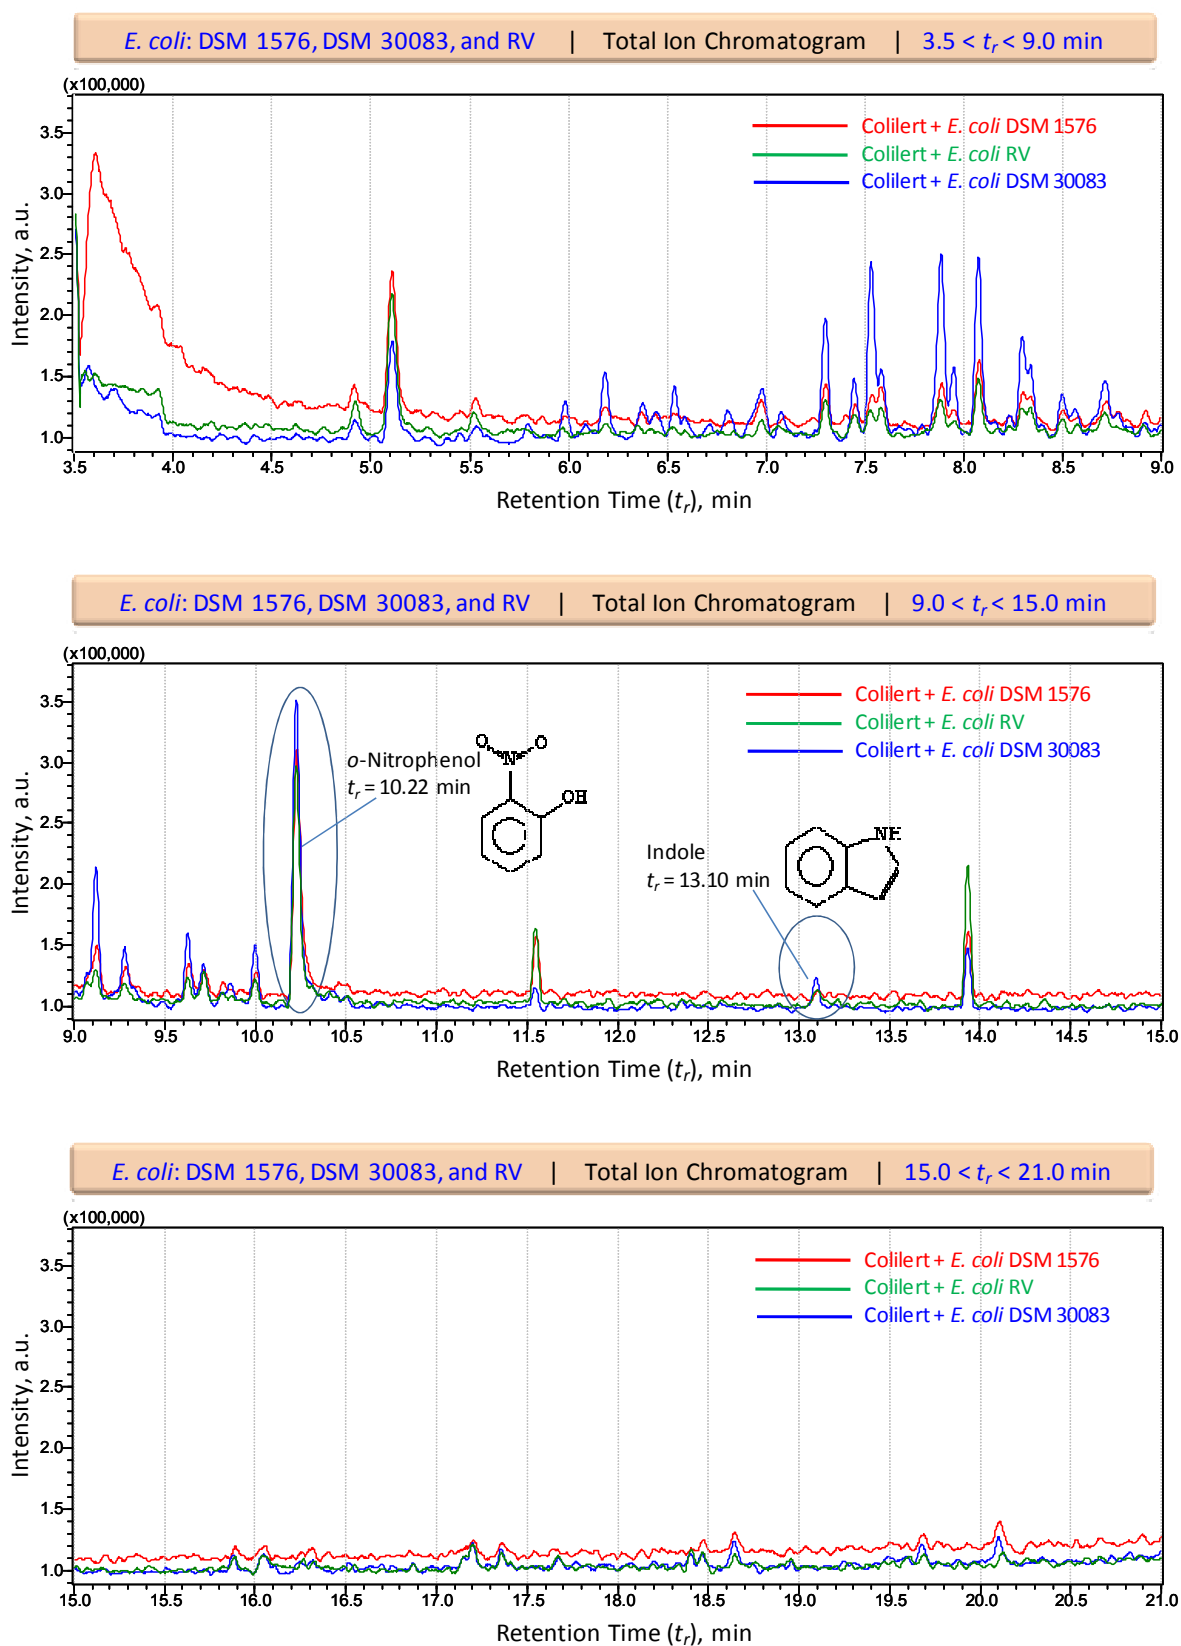 E. coli: DSM 1576, DSM 30083, and RV | Total Ion Chromatogram | 3.5 < tr < 9.0 min
(x100,000)
Intensity, a.u.
3.5
3.0
2.5
2.0
1.5
1.0
Colilert + E. coli DSM 1576
Colilert + E. coli RV
Colilert + E. coli DSM 30083
3.5 4.0 4.5 5.0 5.5 6.0 6.5 7.0 7.5 8.0 8.5 9.0
Retention Time (tr), min
E. coli: DSM 1576, DSM 30083, and RV | Total Ion Chromatogram | 9.0 < tr < 15.0 min
(x100,000)
Intensity, a.u.
3.5
3.0
2.5
2.0
1.5
1.0
Colilert + E. coli DSM 1576
Colilert + E. coli RV
Colilert + E. coli DSM 30083
o-Nitrophenol
tr = 10.22 min
O O
N
OH
Indole
tr = 13.10 min
NH
9.0 9.5 10.0 10.5 11.0 11.5 12.0 12.5 13.0 13.5 14.0 14.5 15.0
Retention Time (tr), min
E. coli: DSM 1576, DSM 30083, and RV | Total Ion Chromatogram | 15.0 < tr < 21.0 min
(x100,000)
Intensity, a.u.
3.5
3.0
2.5
2.0
1.5
1.0
Colilert + E. coli DSM 1576
Colilert + E. coli RV
Colilert + E. coli DSM 30083
15.0 15.5 16.0 16.5 17.0 17.5 18.0 18.5 19.0 19.5 20.0 20.5 21.0
Retention Time (tr), min